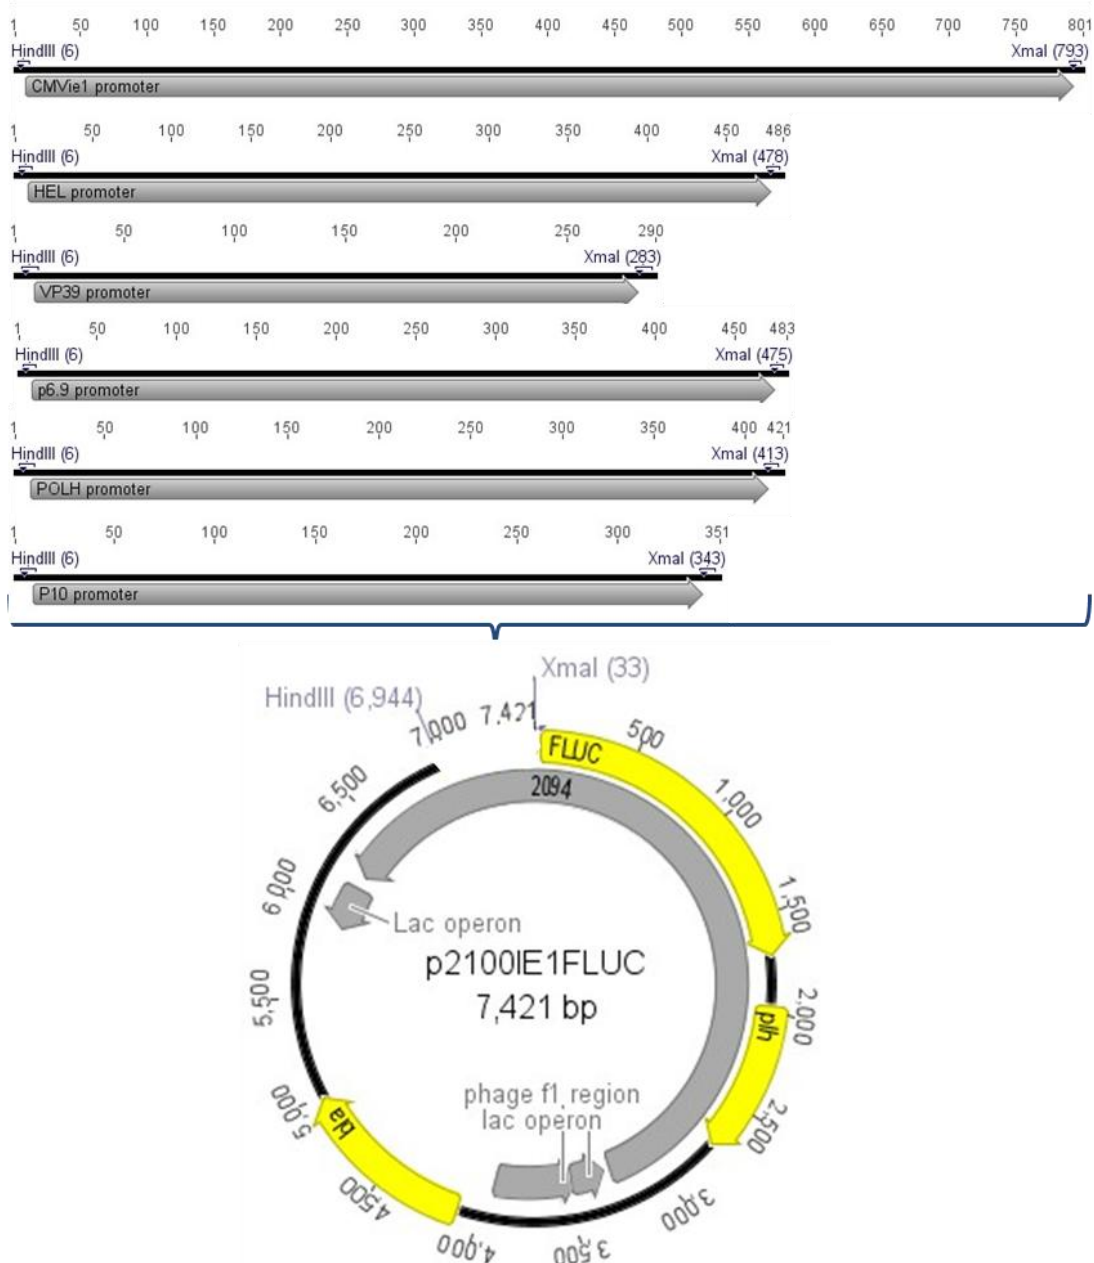 1 50 100 150 200 250 300 350 400 450 500 550 600 650 700 750 801
HindIII (6) XmaI (793)
CMVie1 promoter
1 50 100 150 200 250 300 350 400 450 486
HindIII (6) XmaI (478)
HEL promoter
1 50 100 150 200 250 290
HindIII (6) XmaI (283)
VP39 promoter
1 50 100 150 200 250 300 350 400 450 483
HindIII (6) XmaI (475)
p6.9 promoter
1 50 100 150 200 250 300 350 400 421
HindIII (6) XmaI (413)
POLH promoter
1 50 100 150 200 250 300 351
HindIII (6) XmaI (343)
P10 promoter
XmaI (33)
HindIII (6,944)
7,000
7,421
FLUC
500
2094
6,500
1,000
6,000
1,500
Lac operon
p2100IE1FLUC
7,421 bp
5,500
2,000
plh
phage f1 region
lac operon
5,000
bla
2,500
4,500
3,000
4,000
3,500